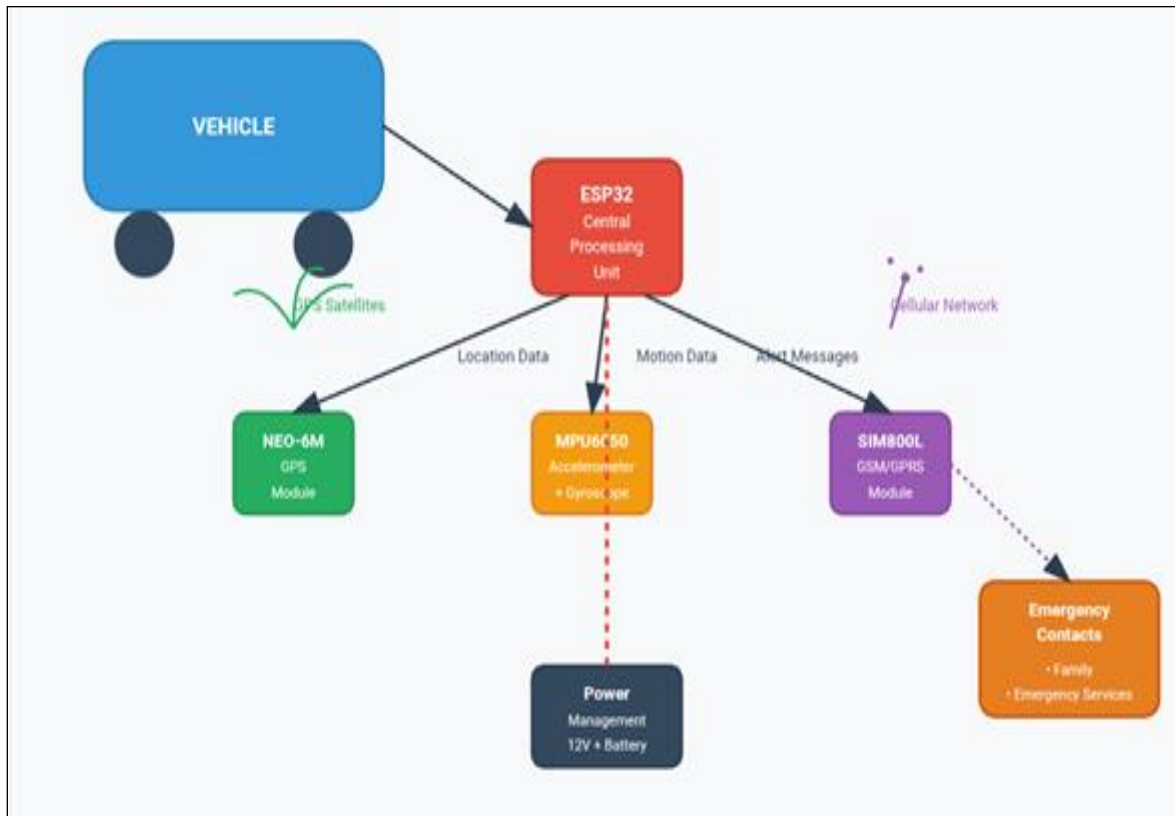 VEHICLE
ESP32
Central
Processing
Unit
GPS Satellites
Cellular Network
Location Data
Motion Data
Alert Messages
NEO-6M
GPS
Module
MPU6050
Accelerometer
+ Gyroscope
SIM800L
GSM/GPRS
Module
Emergency
Contacts
• Family
• Emergency Services
Power
Management
12V + Battery